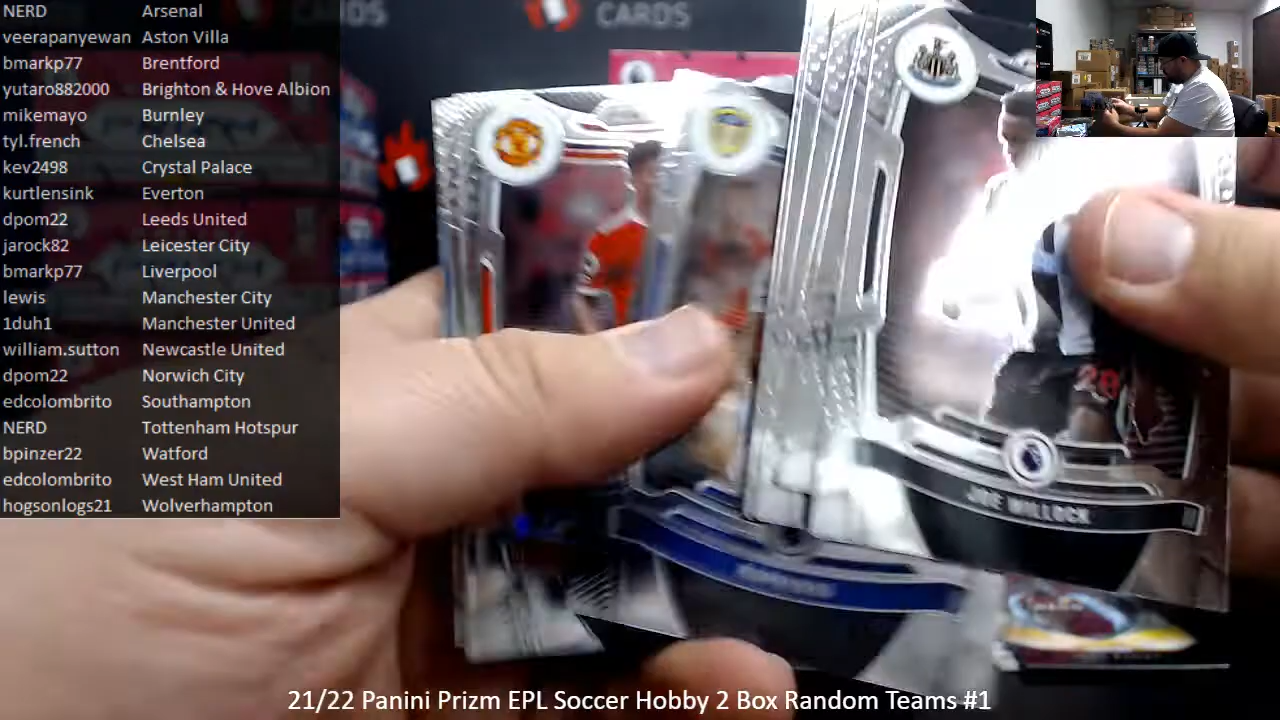 NERD Arsenal
veerapanyewan Aston Villa
bmarkp77 Brentford
yutaro882000 Brighton & Hove Albion
mikemayo Burnley
tyl.french Chelsea
kev2498 Crystal Palace
kurtlensink Everton
dpom22 Leeds United
jarock82 Leicester City
bmarkp77 Liverpool
lewis Manchester City
1duh1 Manchester United
william.sutton Newcastle United
dpom22 Norwich City
edcolombrito Southampton
NERD Tottenham Hotspur
bpinzer22 Watford
edcolombrito West Ham United
hogsonlogs21 Wolverhampton
CARDS
28
JOE WILLOCK
21/22 Panini Prizm EPL Soccer Hobby 2 Box Random Teams #1